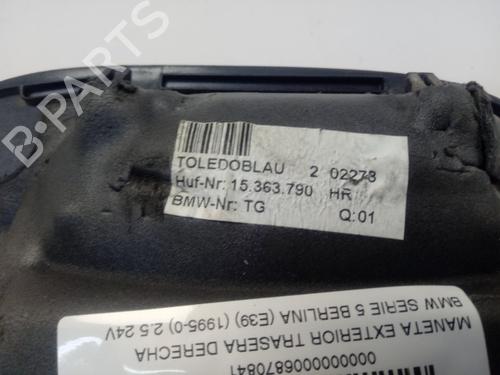 B-PARTS
TOLEDOBLAU 2 02273
Huf-Nr: 15.363.790 HR
BMW-Nr: TG Q:01
BMW SERIE 5 BERLINA (E39) (1995-0) 2.5 24V
MANETA EXTERIOR TRASERA DERECHA
0000000006870841